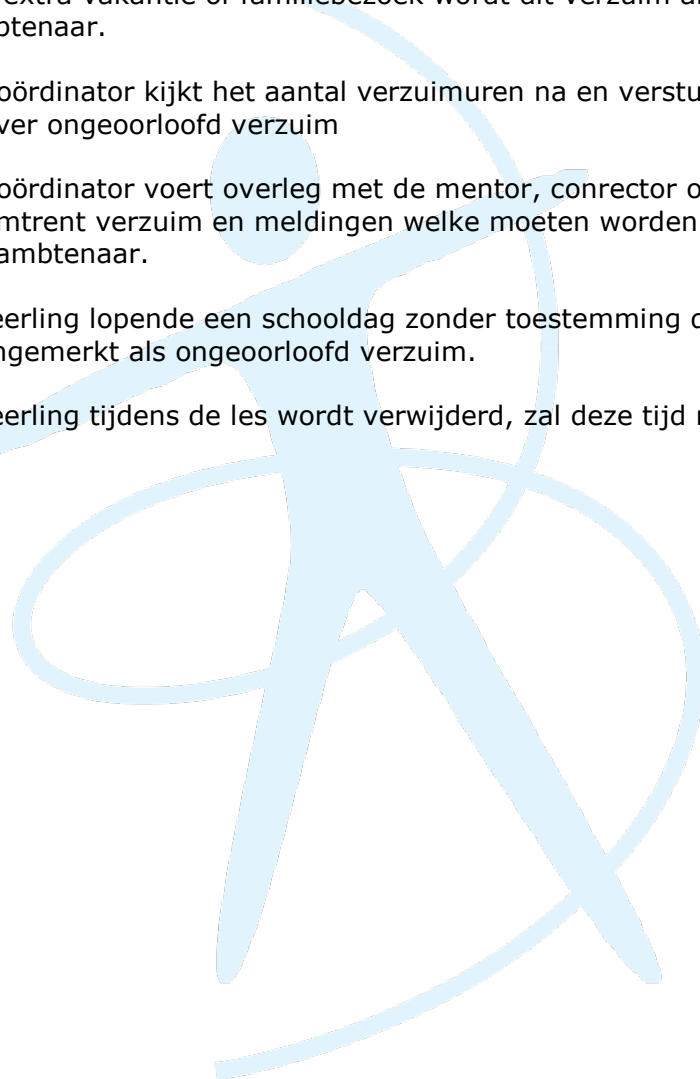 extra vakantie of familiebezoek wordt dit verzuim
btenaar.
oördinator kijkt het aantal verzuimuren na en verstu
ver ongeoorloofd verzuim
oördinator voert overleg met de mentor, conrector o
mtrent verzuim en meldingen welke moeten worden
ambtenaar.
eerling lopende een schooldag zonder toestemming
ngemerkt als ongeoorloofd verzuim.
eerling tijdens de les wordt verwijderd, zal deze tijd